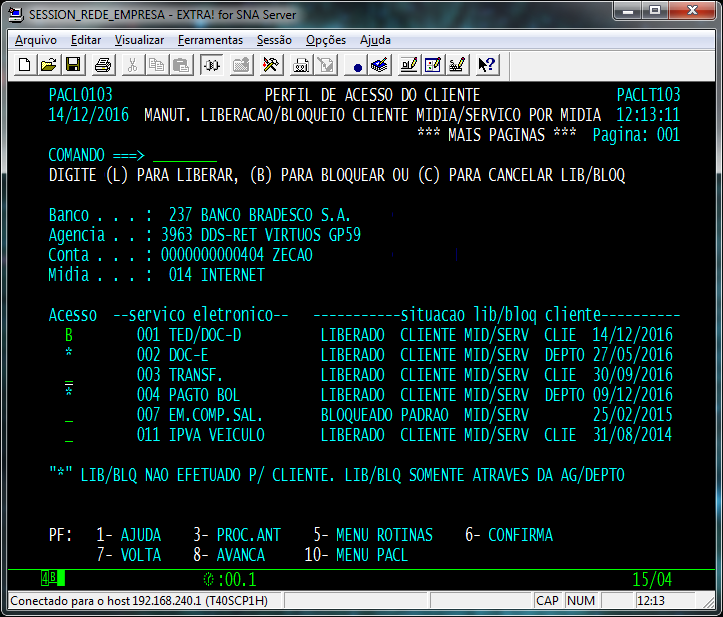 SESSION_REDE_EMPRESA - EXTRA! for SNA Server
Arquivo Editar Visualizar Ferramentas Sessão Opções Ajuda
PACL0103 PERFIL DE ACESSO DO CLIENTE PACLT103
14/12/2016 MANUT. LIBERACAO/BLOQUEIO CLIENTE MIDIA/SERVICO POR MIDIA 12:13:11
*** MAIS PAGINAS *** Pagina: 001
COMANDO ===> ________
DIGITE (L) PARA LIBERAR, (B) PARA BLOQUEAR OU (C) PARA CANCELAR LIB/BLOQ
Banco . . . : 237 BANCO BRADESCO S.A.
Agencia . . : 3963 DDS-RET VIRTUOS GP59
Conta . . . : 0000000000404 ZECAO
Midia . . . : 014 INTERNET
Acesso --servico eletronico-- -----------situacao lib/bloq cliente----------
B 001 TED/DOC-D LIBERADO CLIENTE MID/SERV CLIE 14/12/2016
* 002 DOC-E LIBERADO CLIENTE MID/SERV DEPTO 27/05/2016
_ 003 TRANSF. LIBERADO CLIENTE MID/SERV CLIE 30/09/2016
* 004 PAGTO BOL LIBERADO CLIENTE MID/SERV DEPTO 09/12/2016
_ 007 EM.COMP.SAL. BLOQUEADO PADRAO MID/SERV 25/02/2015
_ 011 IPVA VEICULO LIBERADO CLIENTE MID/SERV CLIE 31/08/2014
"*" LIB/BLQ NAO EFETUADO P/ CLIENTE. LIB/BLQ SOMENTE ATRAVES DA AG/DEPTO
PF: 1- AJUDA 3- PROC.ANT 5- MENU ROTINAS 6- CONFIRMA
7- VOLTA 8- AVANCA 10- MENU PACL
4B :00.1 15/04
Conectado para o host 192.168.240.1 (T40SCP1H) CAP NUM 12:13